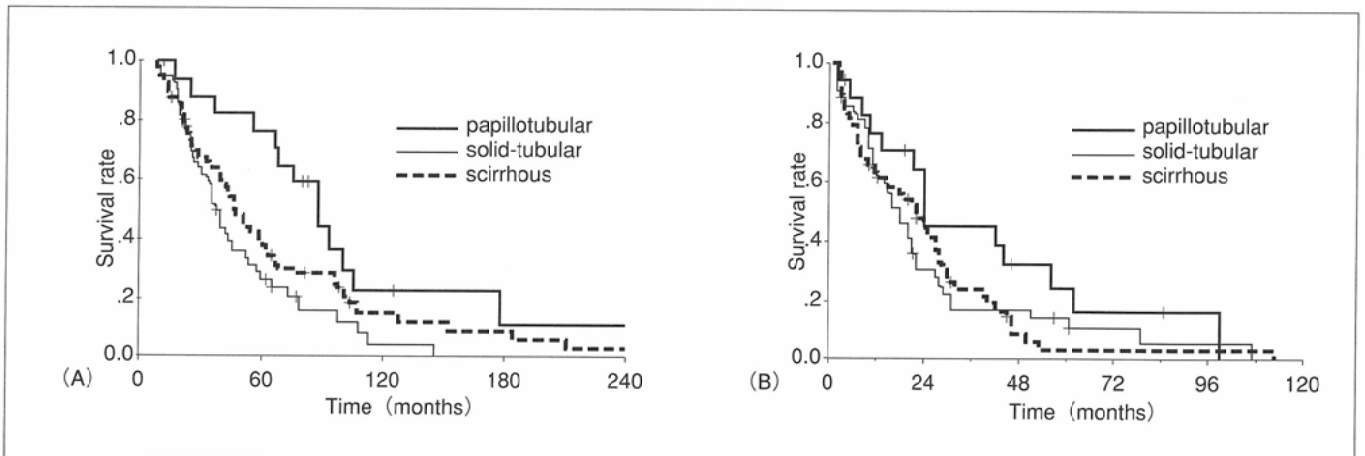 1.0
.8
.6
.4
.2
0.0
Survival rate
papillotubular
solid-tubular
scirrhous
0 60 120 180 240
Time (months)
(A)
1.0
.8
.6
.4
.2
0.0
Survival rate
papillotubular
solid-tubular
scirrhous
0 24 48 72 96 120
Time (months)
(B)